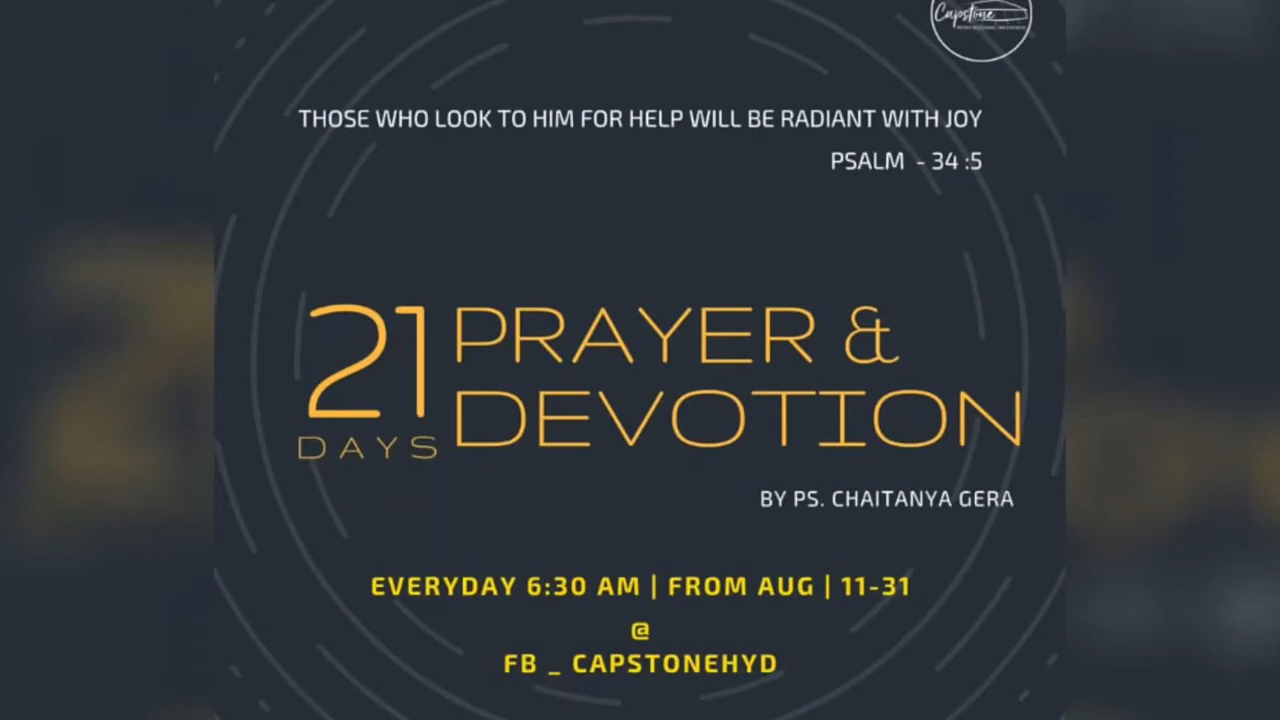 Capstone
THOSE WHO LOOK TO HIM FOR HELP WILL BE RADIANT WITH JOY
PSALM - 34 :5
21 PRAYER &
DAYS DEVOTION
BY PS. CHAITANYA GERA
EVERYDAY 6:30 AM | FROM AUG | 11-31
@
FB _ CAPSTONEHYD